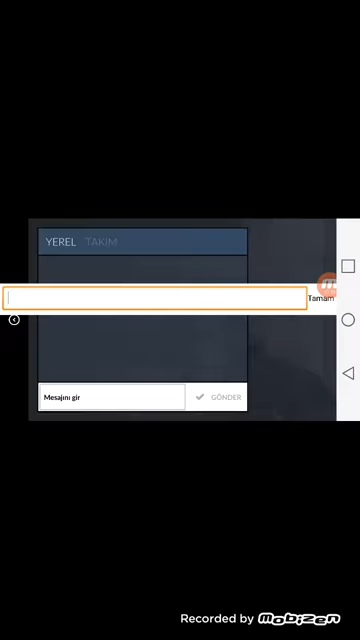 YEREL TAKIM
Tamam
Mesajını gir
GÖNDER
Recorded by Mobizen